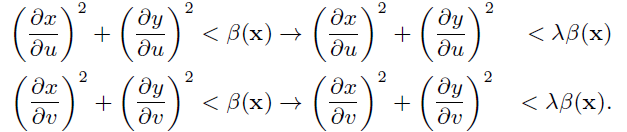 (∂x/∂u)² + (∂y/∂u)² < β(𝐱) → (∂x/∂u)² + (∂y/∂u)² < λβ(𝐱)
(∂x/∂v)² + (∂y/∂v)² < β(𝐱) → (∂x/∂v)² + (∂y/∂v)² < λβ(𝐱).